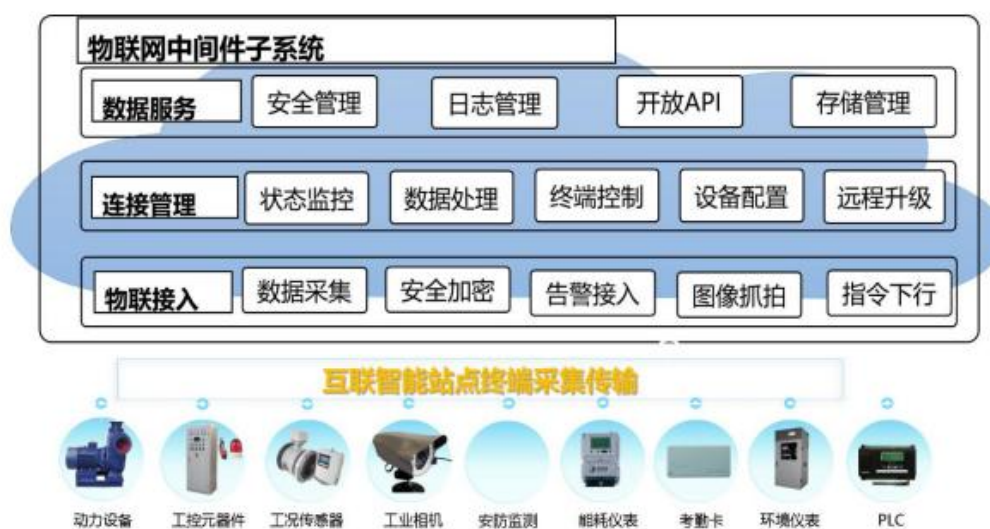 物联网中间件子系统
数据服务 安全管理 日志管理 开放API 存储管理
连接管理 状态监控 数据处理 终端控制 设备配置 远程升级
物联接入 数据采集 安全加密 告警接入 图像抓拍 指令下行
互联智能站点终端采集传输
动力设备 工控元器件 工况传感器 工业相机 安防监测 能耗仪表 考勤卡 环境仪表 PLC